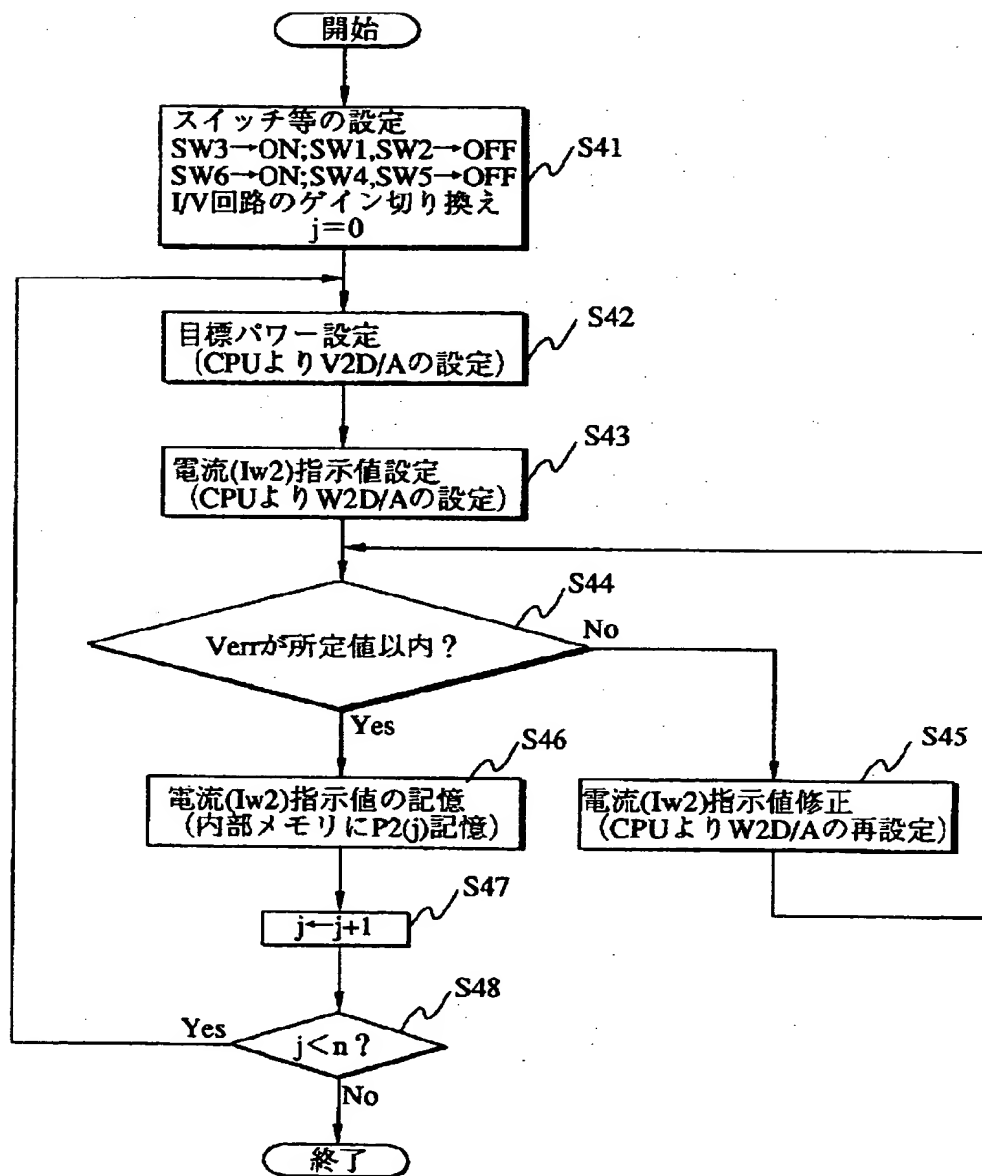 開始
スイッチ等の設定
SW3→ON;SW1,SW2→OFF
SW6→ON;SW4,SW5→OFF
I/V回路のゲイン切り換え
j=0
S41
目標パワー設定
(CPUよりV2D/Aの設定)
S42
電流(Iw2)指示値設定
(CPUよりW2D/Aの設定)
S43
Verrが所定値以内?
S44
No
Yes
電流(Iw2)指示値の記憶
(内部メモリにP2(j)記憶)
S46
電流(Iw2)指示値修正
(CPUよりW2D/Aの再設定)
S45
j←j+1
S47
j<n?
S48
Yes
No
終了